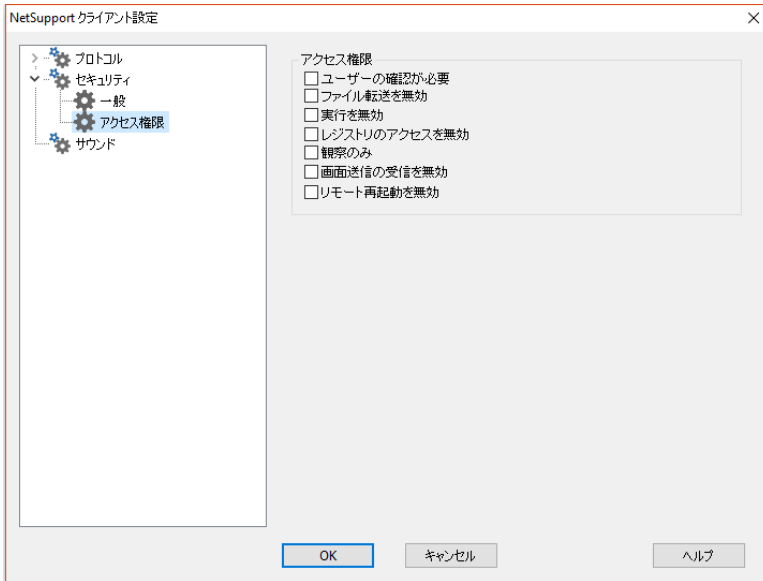 NetSupport クライアント設定
プロトコル
セキュリティ
一般
アクセス権限
サウンド
アクセス権限
ユーザーの確認が必要
ファイル転送を無効
実行を無効
レジストリのアクセスを無効
観察のみ
画面送信の受信を無効
リモート再起動を無効
OK
キャンセル
ヘルプ